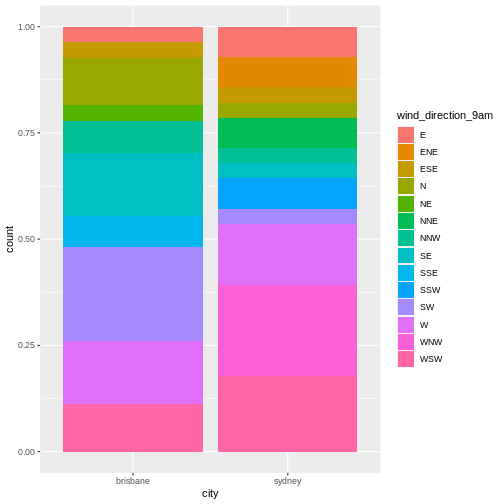 1.00
0.75
0.50
0.25
0.00
count
brisbane
sydney
city
wind_direction_9am
E
ENE
ESE
N
NE
NNE
NNW
SE
SSE
SSW
SW
W
WNW
WSW